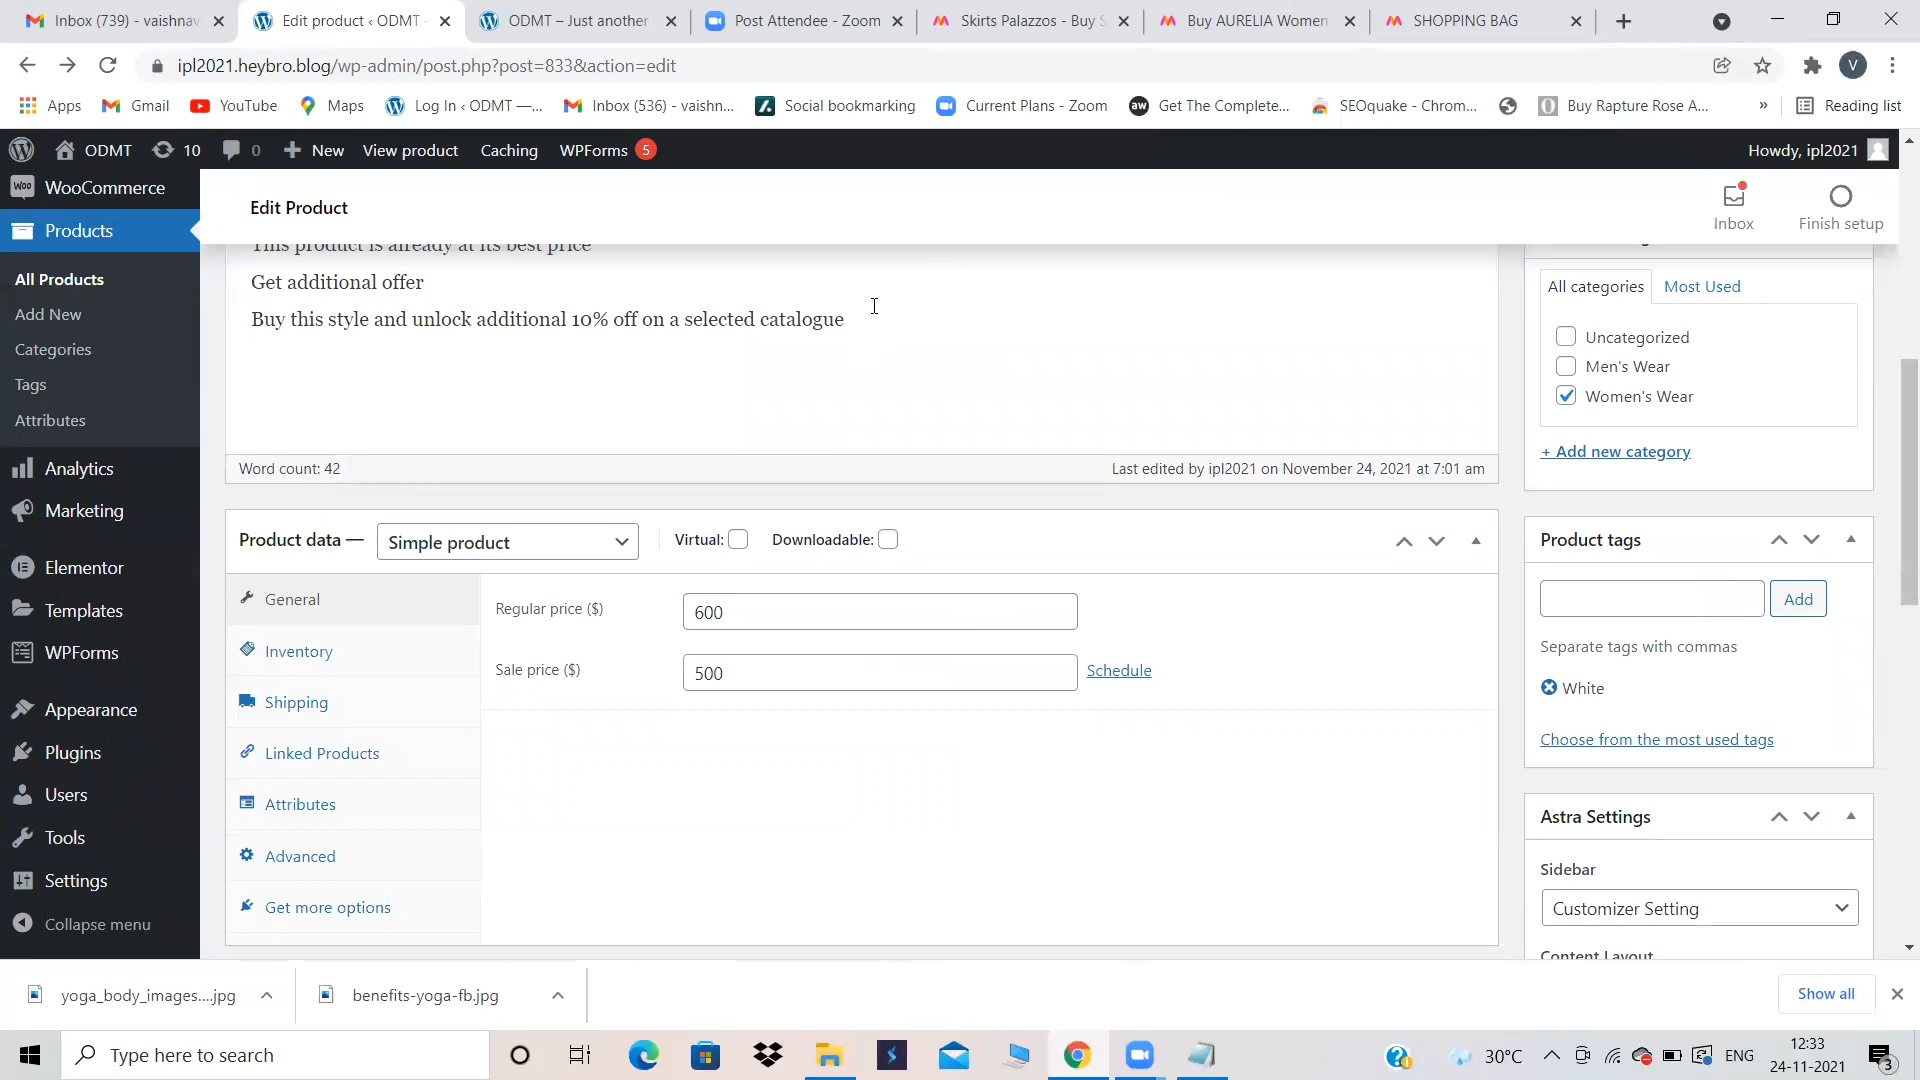 Inbox (739) - vaishnav
Edit product ‹ ODMT
ODMT – Just another
Post Attendee - Zoom
Skirts Palazzos - Buy S
Buy AURELIA Women
SHOPPING BAG
ipl2021.heybro.blog/wp-admin/post.php?post=833&action=edit
V
Apps
Gmail
YouTube
Maps
Log In ‹ ODMT —...
Inbox (536) - vaishn...
Social bookmarking
Current Plans - Zoom
aw
Get The Complete...
SEOquake - Chrom...
Buy Rapture Rose A...
»
Reading list
ODMT
10
0
New
View product
Caching
WPForms 5
Howdy, ipl2021
WooCommerce
Products
All Products
Add New
Categories
Tags
Attributes
Analytics
Marketing
Elementor
Templates
WPForms
Appearance
Plugins
Users
Tools
Settings
Collapse menu
Edit Product
Inbox
Finish setup
This product is already at its best price
Get additional offer
Buy this style and unlock additional 10% off on a selected catalogue
Word count: 42
Last edited by ipl2021 on November 24, 2021 at 7:01 am
Product data —
Simple product
Virtual:
Downloadable:
General
Inventory
Shipping
Linked Products
Attributes
Advanced
Get more options
Regular price ($)
600
Sale price ($)
500
Schedule
All categories
Most Used
Uncategorized
Men's Wear
Women's Wear
+ Add new category
Product tags
Add
Separate tags with commas
White
Choose from the most used tags
Astra Settings
Sidebar
Customizer Setting
Content Layout
yoga_body_images....jpg
benefits-yoga-fb.jpg
Show all
Type here to search
30°C
ENG
12:33
24-11-2021
3